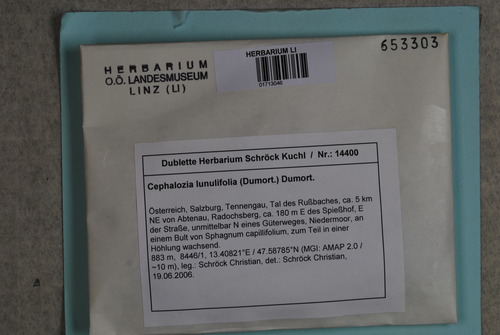 HERBARIUM
O.Ö. LANDESMUSEUM
LINZ (LI)
HERBARIUM LI
01713040
653303
Dublette Herbarium Schröck Kuchl / Nr.: 14400
Cephalozia lunulifolia (Dumort.) Dumort.
Österreich, Salzburg, Tennengau, Tal des Rußbaches, ca. 5 km
NE von Abtenau, Radochsberg, ca. 180 m E des Spießhof, E
der Straße, unmittelbar N eines Güterweges, Niedermoor, an
einem Bult von Sphagnum capillifolium, zum Teil in einer
Höhlung wachsend.
883 m, 8446/1, 13.40821°E / 47.58785°N (MGI: AMAP 2.0 /
~10 m), leg.: Schröck Christian, det.: Schröck Christian,
19.06.2006.